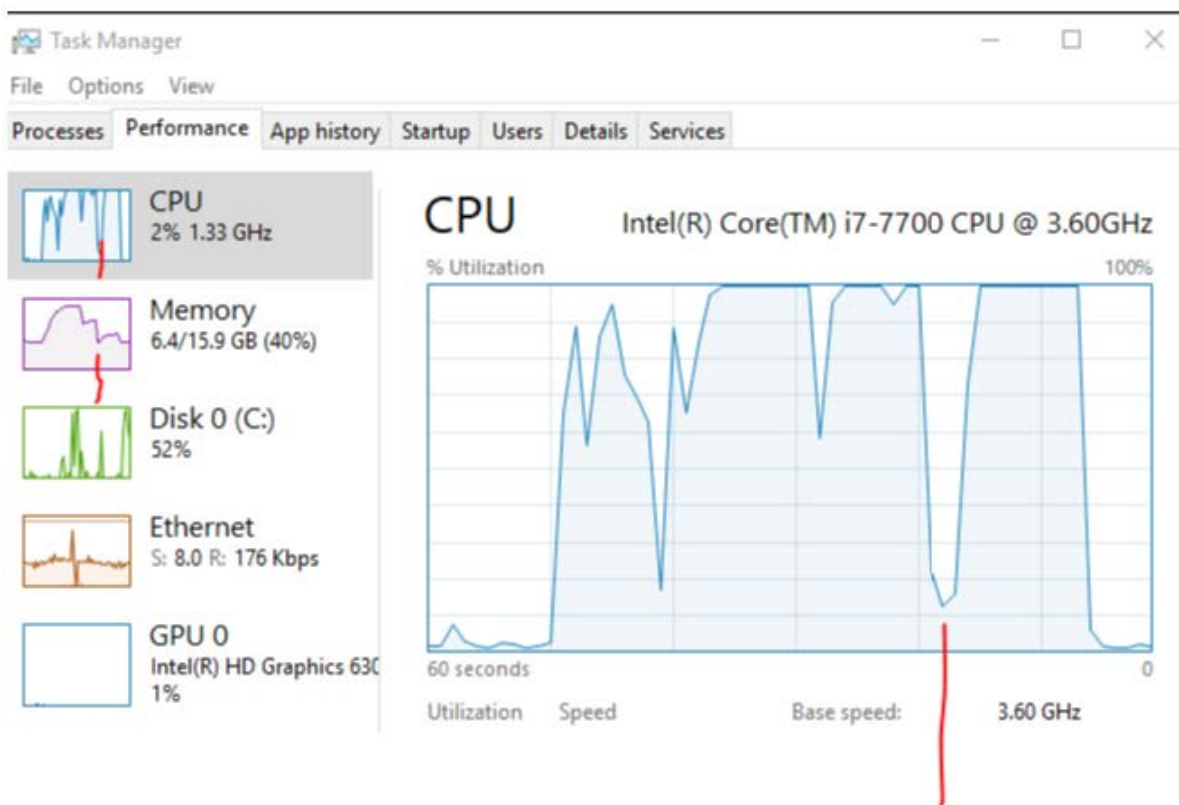 Task Manager
File Options View
Processes Performance App history Startup Users Details Services
CPU
2% 1.33 GHz
Memory
6.4/15.9 GB (40%)
Disk 0 (C:)
52%
Ethernet
S: 8.0 R: 176 Kbps
GPU 0
Intel(R) HD Graphics 630
1%
CPU Intel(R) Core(TM) i7-7700 CPU @ 3.60GHz
% Utilization 100%
60 seconds 0
Utilization Speed Base speed: 3.60 GHz